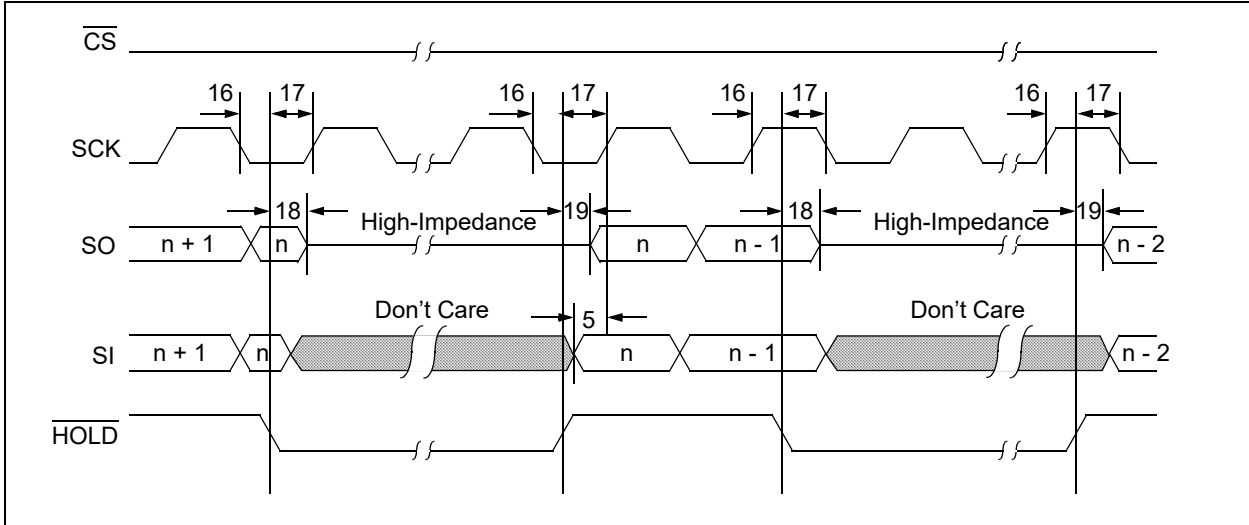 CS
16 17 16 17 16 17 16 17
SCK
18 High-Impedance 19 18 High-Impedance 19
SO n + 1 n n n - 1 n - 2
Don't Care 5 Don't Care
SI n + 1 n n n - 1 n - 2
HOLD